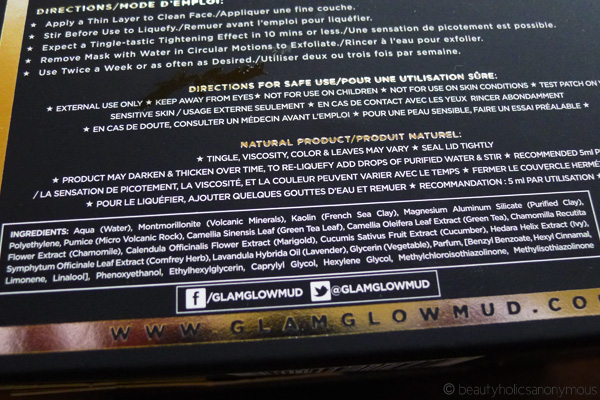 DIRECTIONS/MODE D'EMPLOI:
★ Apply a Thin Layer to Clean Face./Appliquer une fine couche.
★ Stir Before Use to Liquefy./Remuer avant l'emploi pour liquéfier.
★ Expect a Tingle-tastic Tightening Effect in 10 mins or less./Une sensation de picotement est possible.
★ Remove Mask with Water in Circular Motions to Exfoliate./Rincer à l'eau pour exfolier.
★ Use Twice a Week or as often as Desired./Utiliser deux ou trois fois par semaine.
DIRECTIONS FOR SAFE USE/POUR UNE UTILISATION SÛRE:
★ EXTERNAL USE ONLY ★ KEEP AWAY FROM EYES ★ NOT FOR USE ON CHILDREN ★ NOT FOR USE ON SKIN CONDITIONS ★ TEST PATCH ON
SENSITIVE SKIN / USAGE EXTERNE SEULEMENT ★ EN CAS DE CONTACT AVEC LES YEUX RINCER ABONDAMMENT
★ EN CAS DE DOUTE, CONSULTER UN MÉDECIN AVANT L'EMPLOI ★ POUR UNE PEAU SENSIBLE, FAIRE UN ESSAI PRÉALABLE ★
NATURAL PRODUCT/PRODUIT NATUREL:
★ TINGLE, VISCOSITY, COLOR & LEAVES MAY VARY ★ SEAL LID TIGHTLY
★ PRODUCT MAY DARKEN & THICKEN OVER TIME, TO RE-LIQUEFY ADD DROPS OF PURIFIED WATER & STIR ★ RECOMMENDED 5ml
/ LA SENSATION DE PICOTEMENT, LA VISCOSITÉ, ET LA COULEUR PEUVENT VARIER AVEC LE TEMPS ★ FERMER LE COUVERCLE
★ POUR LE LIQUÉFIER, AJOUTER QUELQUES GOUTTES D'EAU ET REMUER ★ RECOMMANDATION : 5 ml PAR UTILISATION ★
INGREDIENTS: Aqua (Water), Montmorillonite (Volcanic Minerals), Kaolin (French Sea Clay), Magnesium Aluminum Silicate (Purified Clay),
Polyethylene, Pumice (Micro Volcanic Rock), Camellia Sinensis Leaf (Green Tea Leaf), Camellia Oleifera Leaf Extract (Green Tea), Chamomilla Recutita
Flower Extract (Chamomile), Calendula Officinalis Flower Extract (Marigold), Cucumis Sativus Fruit Extract (Cucumber), Hedera Helix Extract (Ivy),
Symphytum Officinale Leaf Extract (Comfrey Herb), Lavandula Hybrida Oil (Lavender), Glycerin (Vegetable), Parfum, [Benzyl Benzoate, Hexyl Cinnamal,
Limonene, Linalool], Phenoxyethanol, Ethylhexylglycerin, Caprylyl Glycol, Hexylene Glycol, Methylchloroisothiazolinone, Methylisothiazolinone
f /GLAMGLOWMUD @GLAMGLOWMUD
WWW.GLAMGLOWMUD.CO
© beautyholicsanonymous